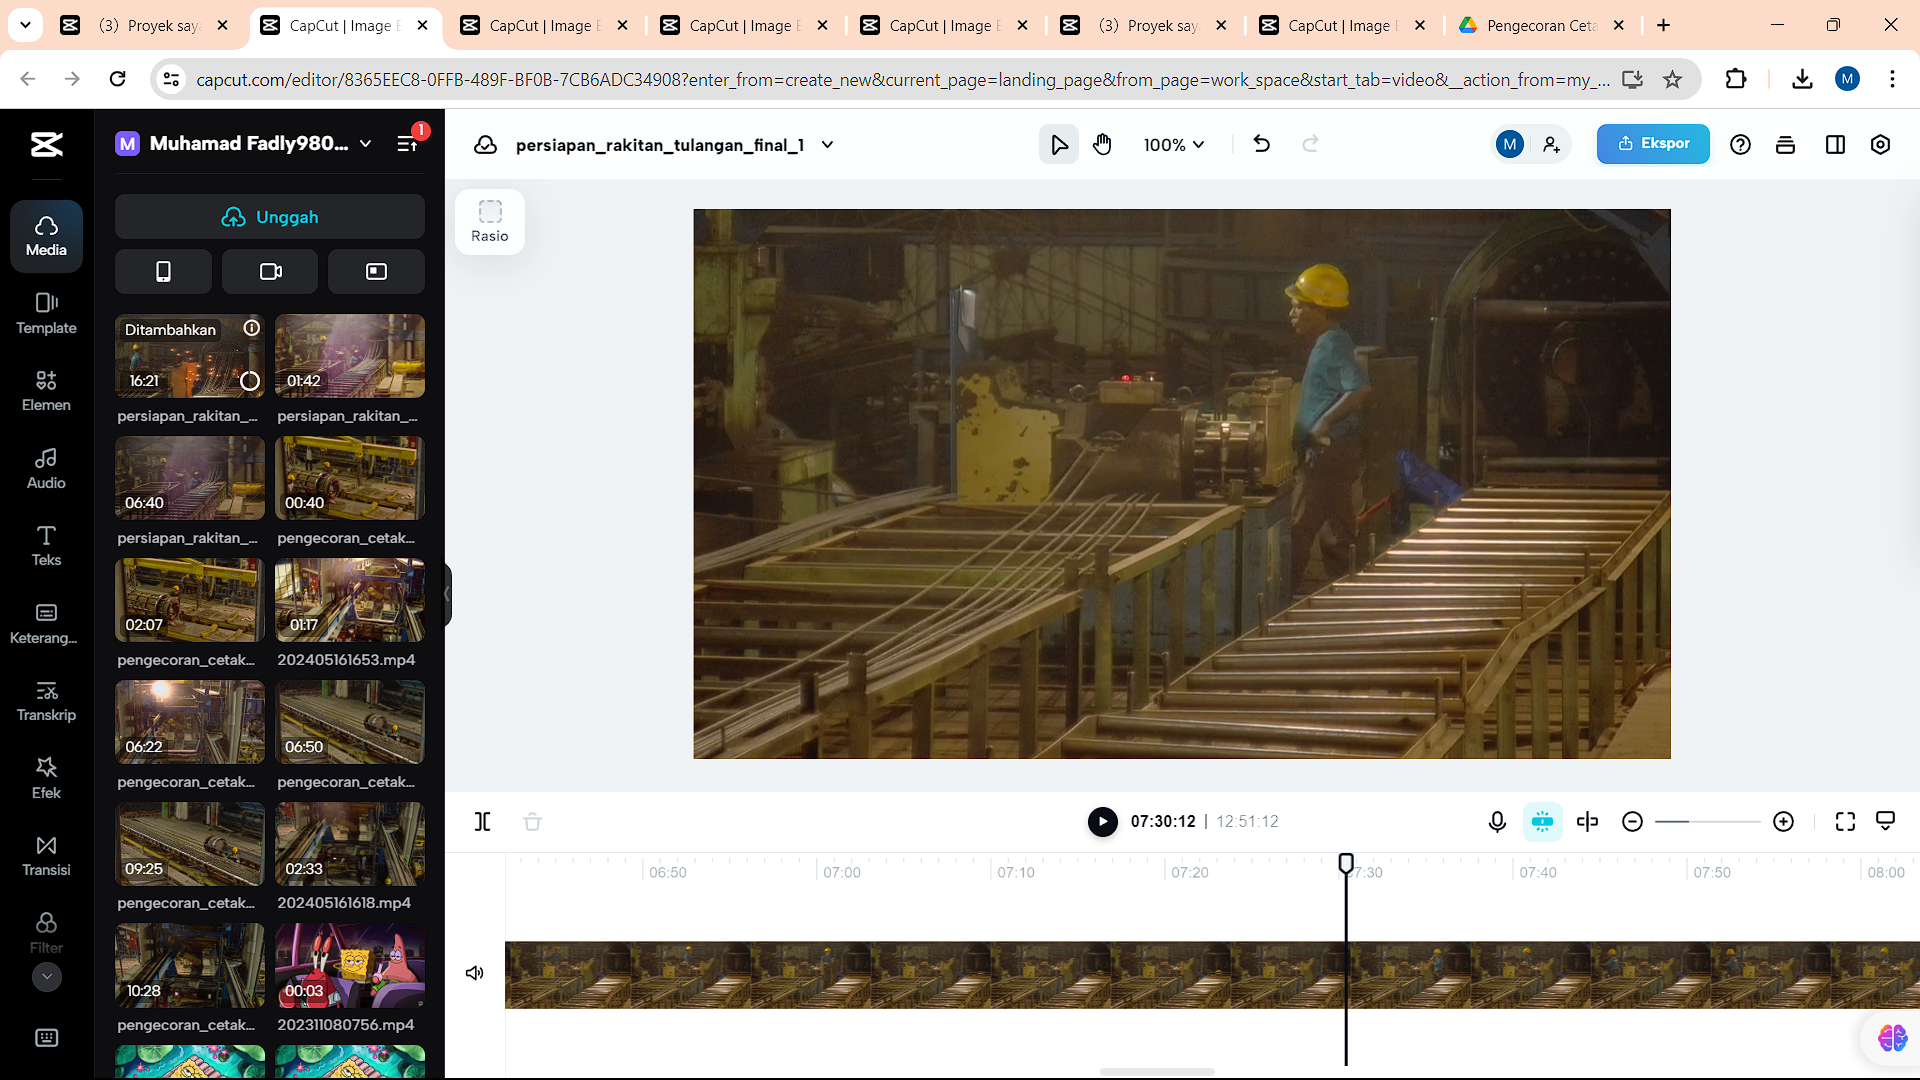 (3) Proyek say
CapCut | Image E
CapCut | Image E
CapCut | Image E
CapCut | Image E
(3) Proyek say
CapCut | Image E
Pengecoran Ceta
capcut.com/editor/8365EEC8-0FFB-489F-BF0B-7CB6ADC34908?enter_from=create_new&current_page=landing_page&from_page=work_space&start_tab=video&__action_from=my_...
M
M Muhamad Fadly980... 1
persiapan_rakitan_tulangan_final_1
100%
M
Ekspor
Unggah
Rasio
Media
Template
Elemen
Audio
Teks
Keterang...
Transkrip
Efek
Transisi
Filter
Ditambahkan
16:21
01:42
persiapan_rakitan_...
persiapan_rakitan_...
06:40
00:40
persiapan_rakitan_...
pengecoran_cetak...
02:07
01:17
pengecoran_cetak...
202405161653.mp4
06:22
06:50
pengecoran_cetak...
pengecoran_cetak...
09:25
02:33
pengecoran_cetak...
202405161618.mp4
10:28
00:03
pengecoran_cetak...
202311080756.mp4
07:30:12 | 12:51:12
06:50
07:00
07:10
07:20
07:30
07:40
07:50
08:00